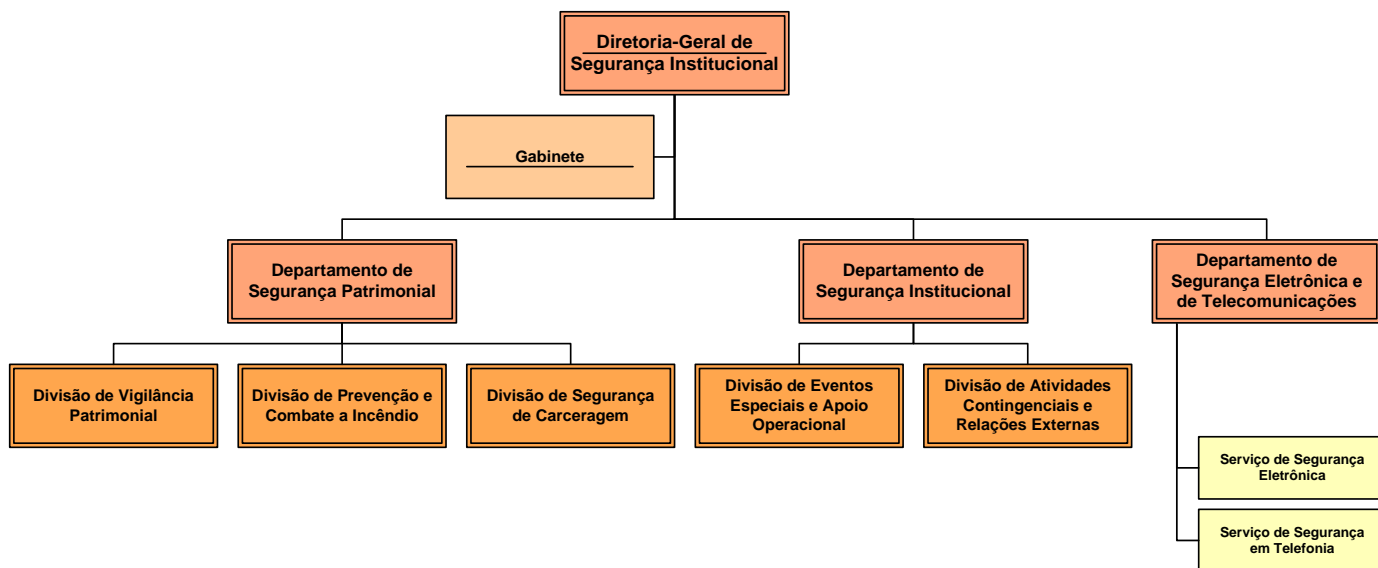 Diretoria-Geral de
Segurança Institucional
Gabinete
Departamento de
Segurança Patrimonial
Departamento de
Segurança Institucional
Departamento de
Segurança Eletrônica e
de Telecomunicações
Divisão de Vigilância
Patrimonial
Divisão de Prevenção e
Combate a Incêndio
Divisão de Segurança
de Carceragem
Divisão de Eventos
Especiais e Apoio
Operacional
Divisão de Atividades
Contingenciais e
Relações Externas
Serviço de Segurança
Eletrônica
Serviço de Segurança
em Telefonia